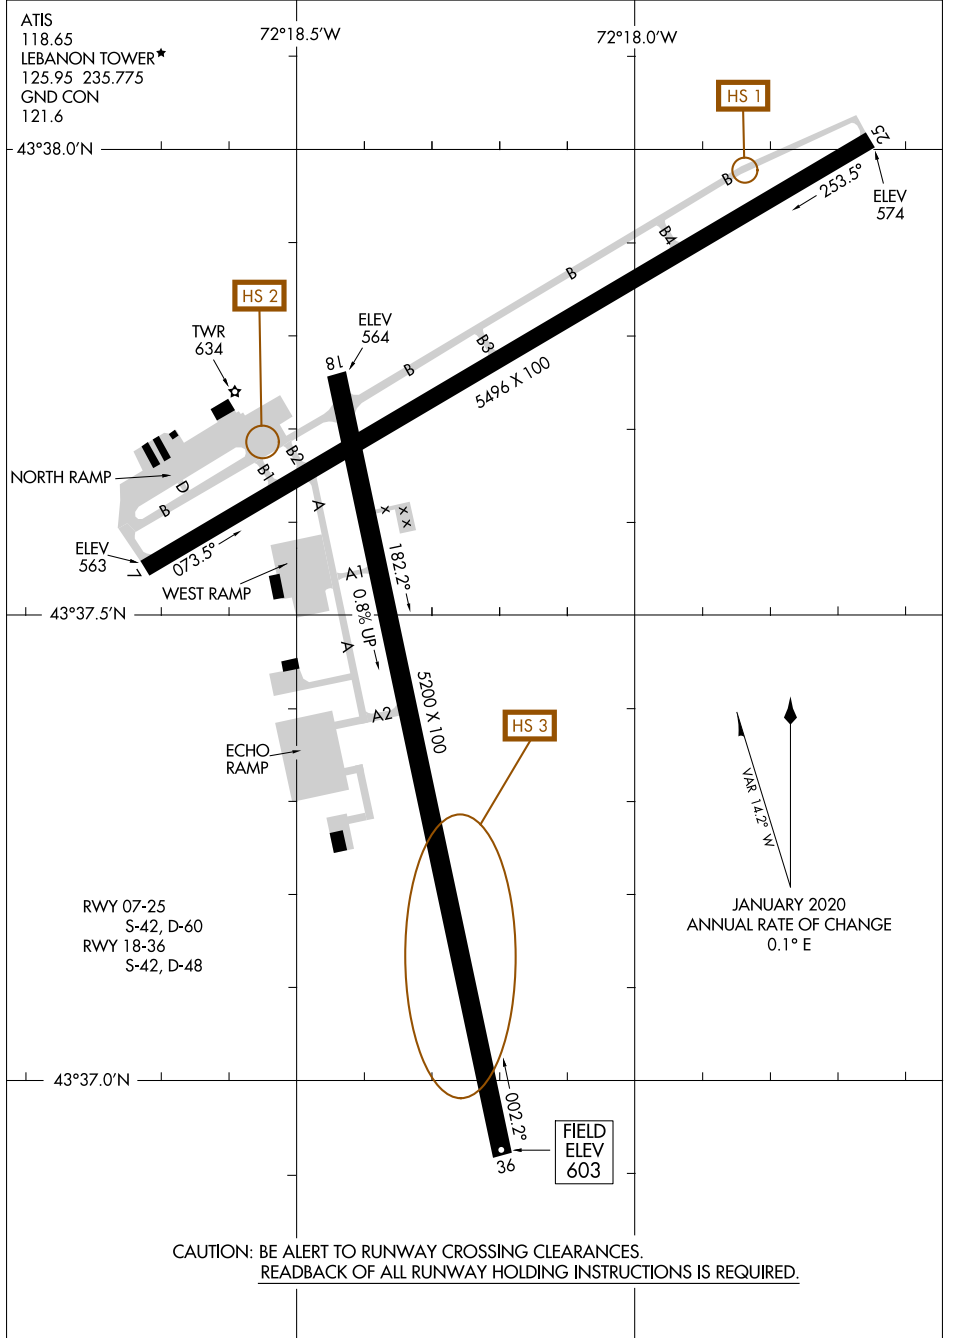 ATIS
118.65
LEBANON TOWER★
125.95 235.775
GND CON
121.6
72°18.5'W
72°18.0'W
HS 1
43°38.0'N
25
B
253.5°
ELEV
574
B4
B
HS 2
ELEV
564
TWR
634
18
B3
B
5496 X 100
B2
B1
NORTH RAMP
D
B
A
X
X X
ELEV
563
7
073.5°
182.2°
WEST RAMP
A1
0.8% UP
43°37.5'N
A
5200 X 100
A2
HS 3
ECHO
RAMP
VAR 14.2° W
RWY 07-25
S-42, D-60
RWY 18-36
S-42, D-48
JANUARY 2020
ANNUAL RATE OF CHANGE
0.1° E
43°37.0'N
002.2°
FIELD
ELEV
603
36
CAUTION: BE ALERT TO RUNWAY CROSSING CLEARANCES.
READBACK OF ALL RUNWAY HOLDING INSTRUCTIONS IS REQUIRED.